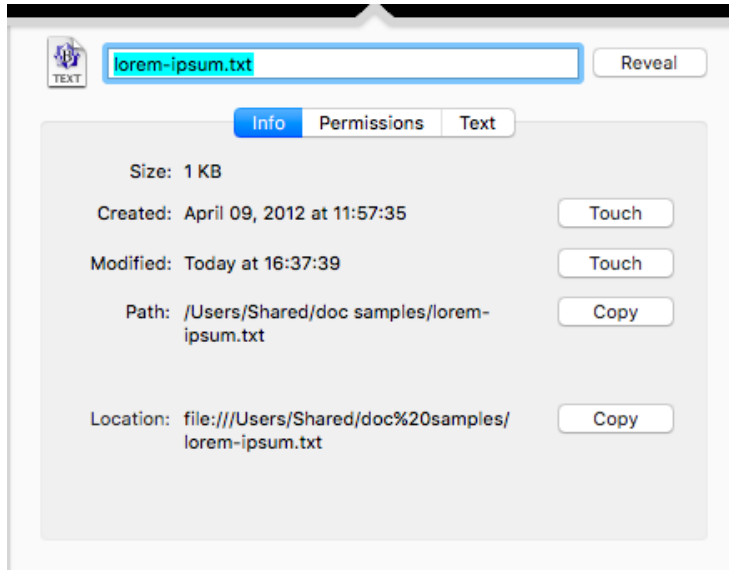 TEXT
lorem-ipsum.txt
Reveal
Info Permissions Text
Size: 1 KB
Created: April 09, 2012 at 11:57:35 Touch
Modified: Today at 16:37:39 Touch
Path: /Users/Shared/doc samples/lorem-
ipsum.txt
Copy
Location: file:///Users/Shared/doc%20samples/
lorem-ipsum.txt
Copy